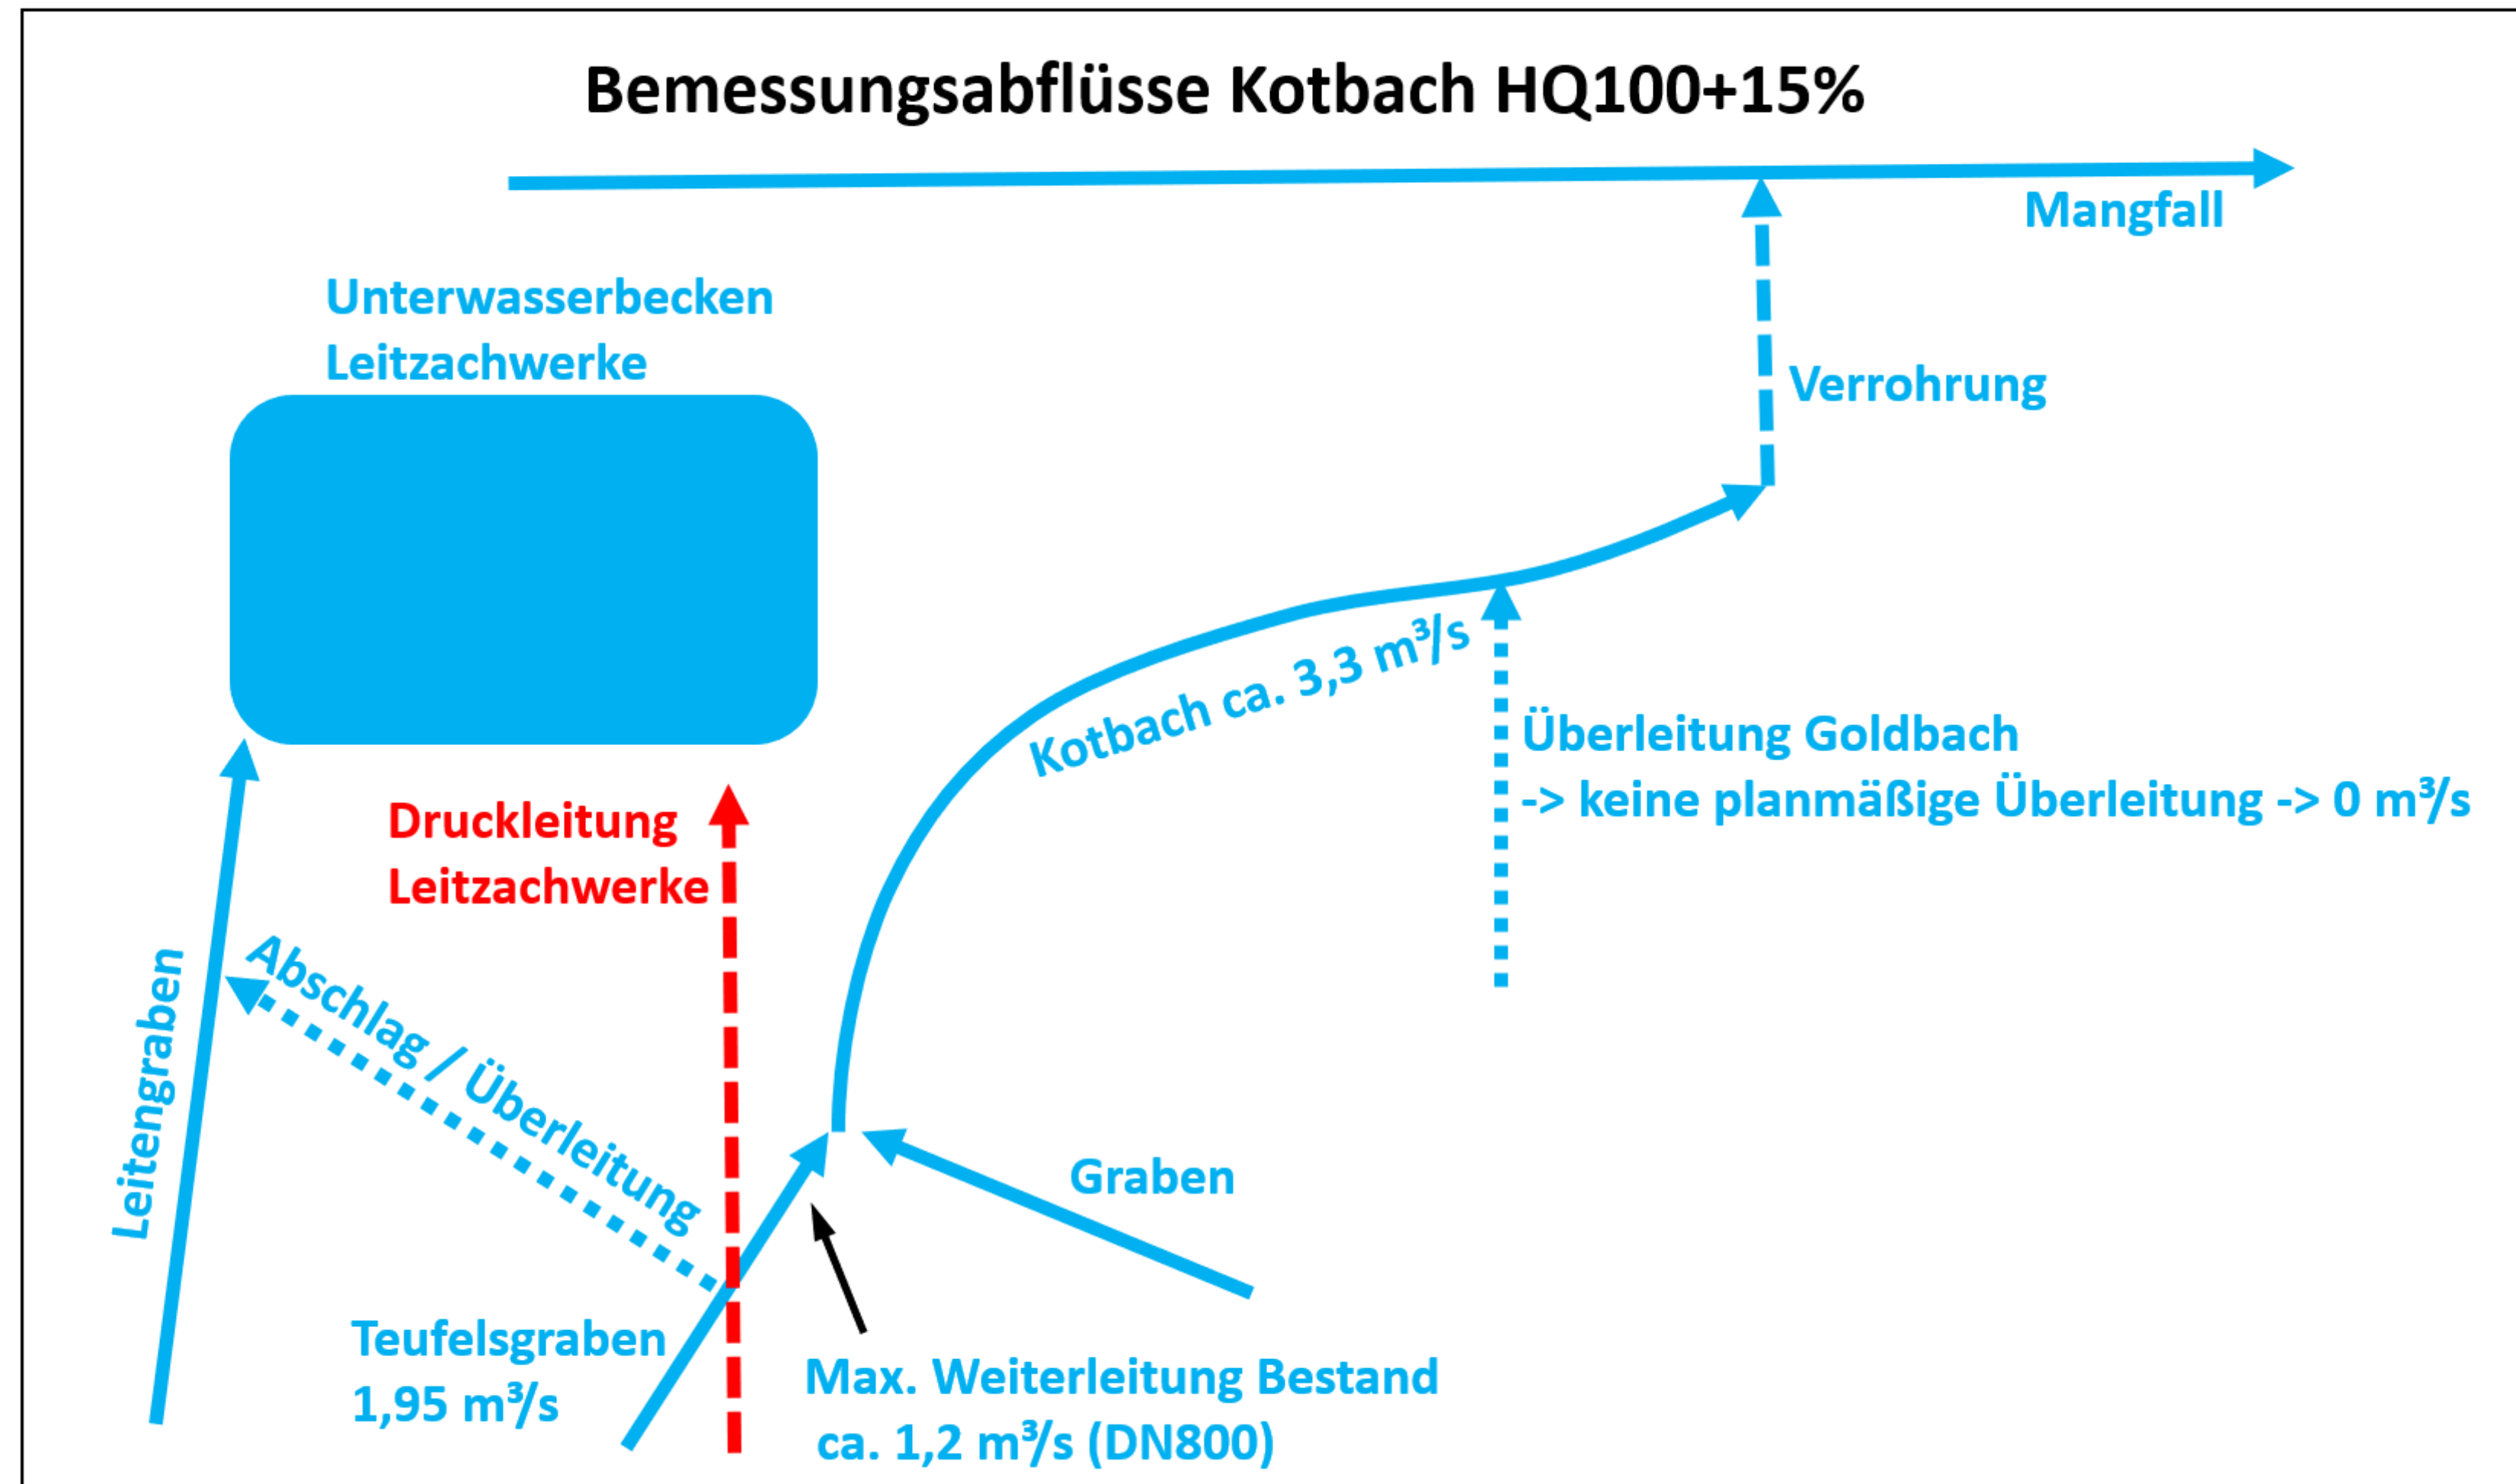 Bemessungsabflüsse Kotbach HQ100+15%
Mangfall
Unterwasserbecken
Leitzachwerke
Verrohrung
Kotbach ca. 3,3 m³/s
Überleitung Goldbach
-> keine planmäßige Überleitung -> 0 m³/s
Druckleitung
Leitzachwerke
Leitengraben
Abschlag / Überleitung
Graben
Teufelsgraben
1,95 m³/s
Max. Weiterleitung Bestand
ca. 1,2 m³/s (DN800)